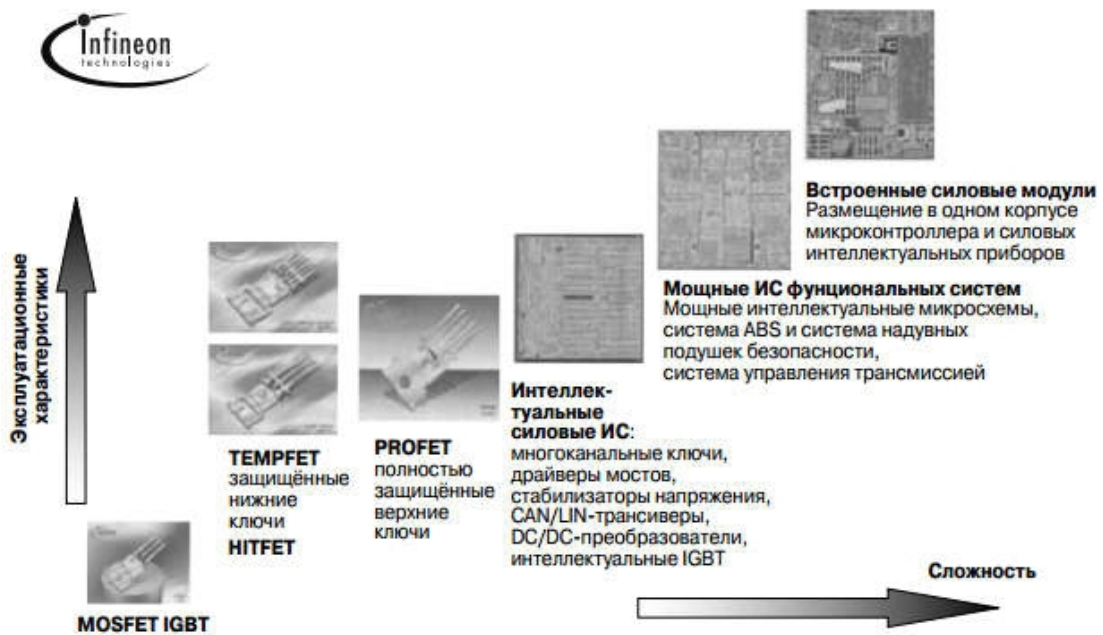 Infineon
technologies
Встроенные силовые модули
Размещение в одном корпусе
микроконтроллера и силовых
интеллектуальных приборов
Мощные ИС фунциональных систем
Мощные интеллектуальные микросхемы,
система ABS и система надувных
подушек безопасности,
система управления трансмиссией
Эксплуатационные
характеристики
Интеллек-
туальные
силовые ИС:
многоканальные ключи,
драйверы мостов,
стабилизаторы напряжения,
CAN/LIN-трансиверы,
DC/DC-преобразователи,
интеллектуальные IGBT
PROFET
полностью
защищённые
верхние
ключи
TEMPFET
защищённые
нижние
ключи
HITFET
MOSFET IGBT
Сложность